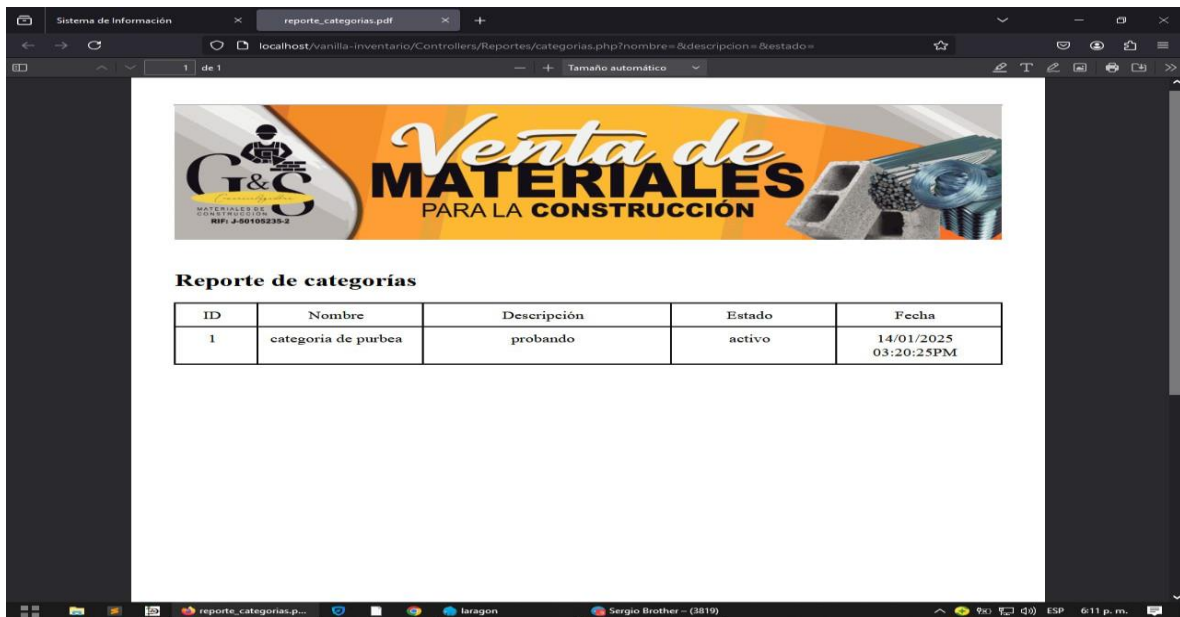 Sistema de Información
reporte_categorias.pdf
localhost/vanilla-inventario/Controllers/Reportes/categorias.php?nombre=&descripcion=&estado=
1 de 1
Tamaño automático
G&S
MATERIALES DE
CONSTRUCCIÓN
RIF: J-50105235-2
Venta de
MATERIALES
PARA LA CONSTRUCCIÓN
Reporte de categorías
ID Nombre Descripción Estado Fecha
1 categoria de purbea probando activo 14/01/2025
03:20:25PM
reporte_categorias.p... laragon Sergio Brother – (3819) ESP 6:11 p. m.